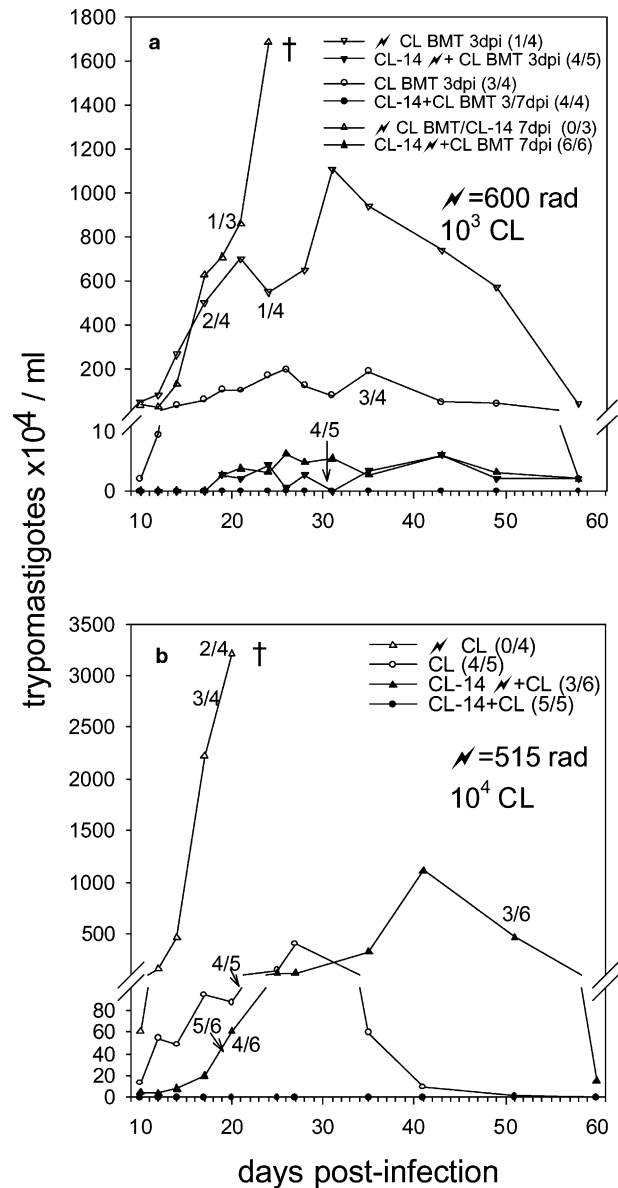 trypomastigotes x10⁴ / ml
a
1800
1600
1400
1200
1000
800
600
400
200
10
0
10 20 30 40 50 60
CL BMT 3dpi (1/4)
CL-14 + CL BMT 3dpi (4/5)
CL BMT 3dpi (3/4)
CL-14+CL BMT 3/7dpi (4/4)
CL BMT/CL-14 7dpi (0/3)
CL-14 +CL BMT 7dpi (6/6)
†
=600 rad
10³ CL
1/3
2/4
1/4
3/4
4/5
b
3500
3000
2500
2000
1500
1000
500
80
60
40
20
0
10 20 30 40 50 60
CL (0/4)
CL (4/5)
CL-14 +CL (3/6)
CL-14+CL (5/5)
2/4 †
3/4
=515 rad
10⁴ CL
3/6
4/5
5/6
4/6
days post-infection